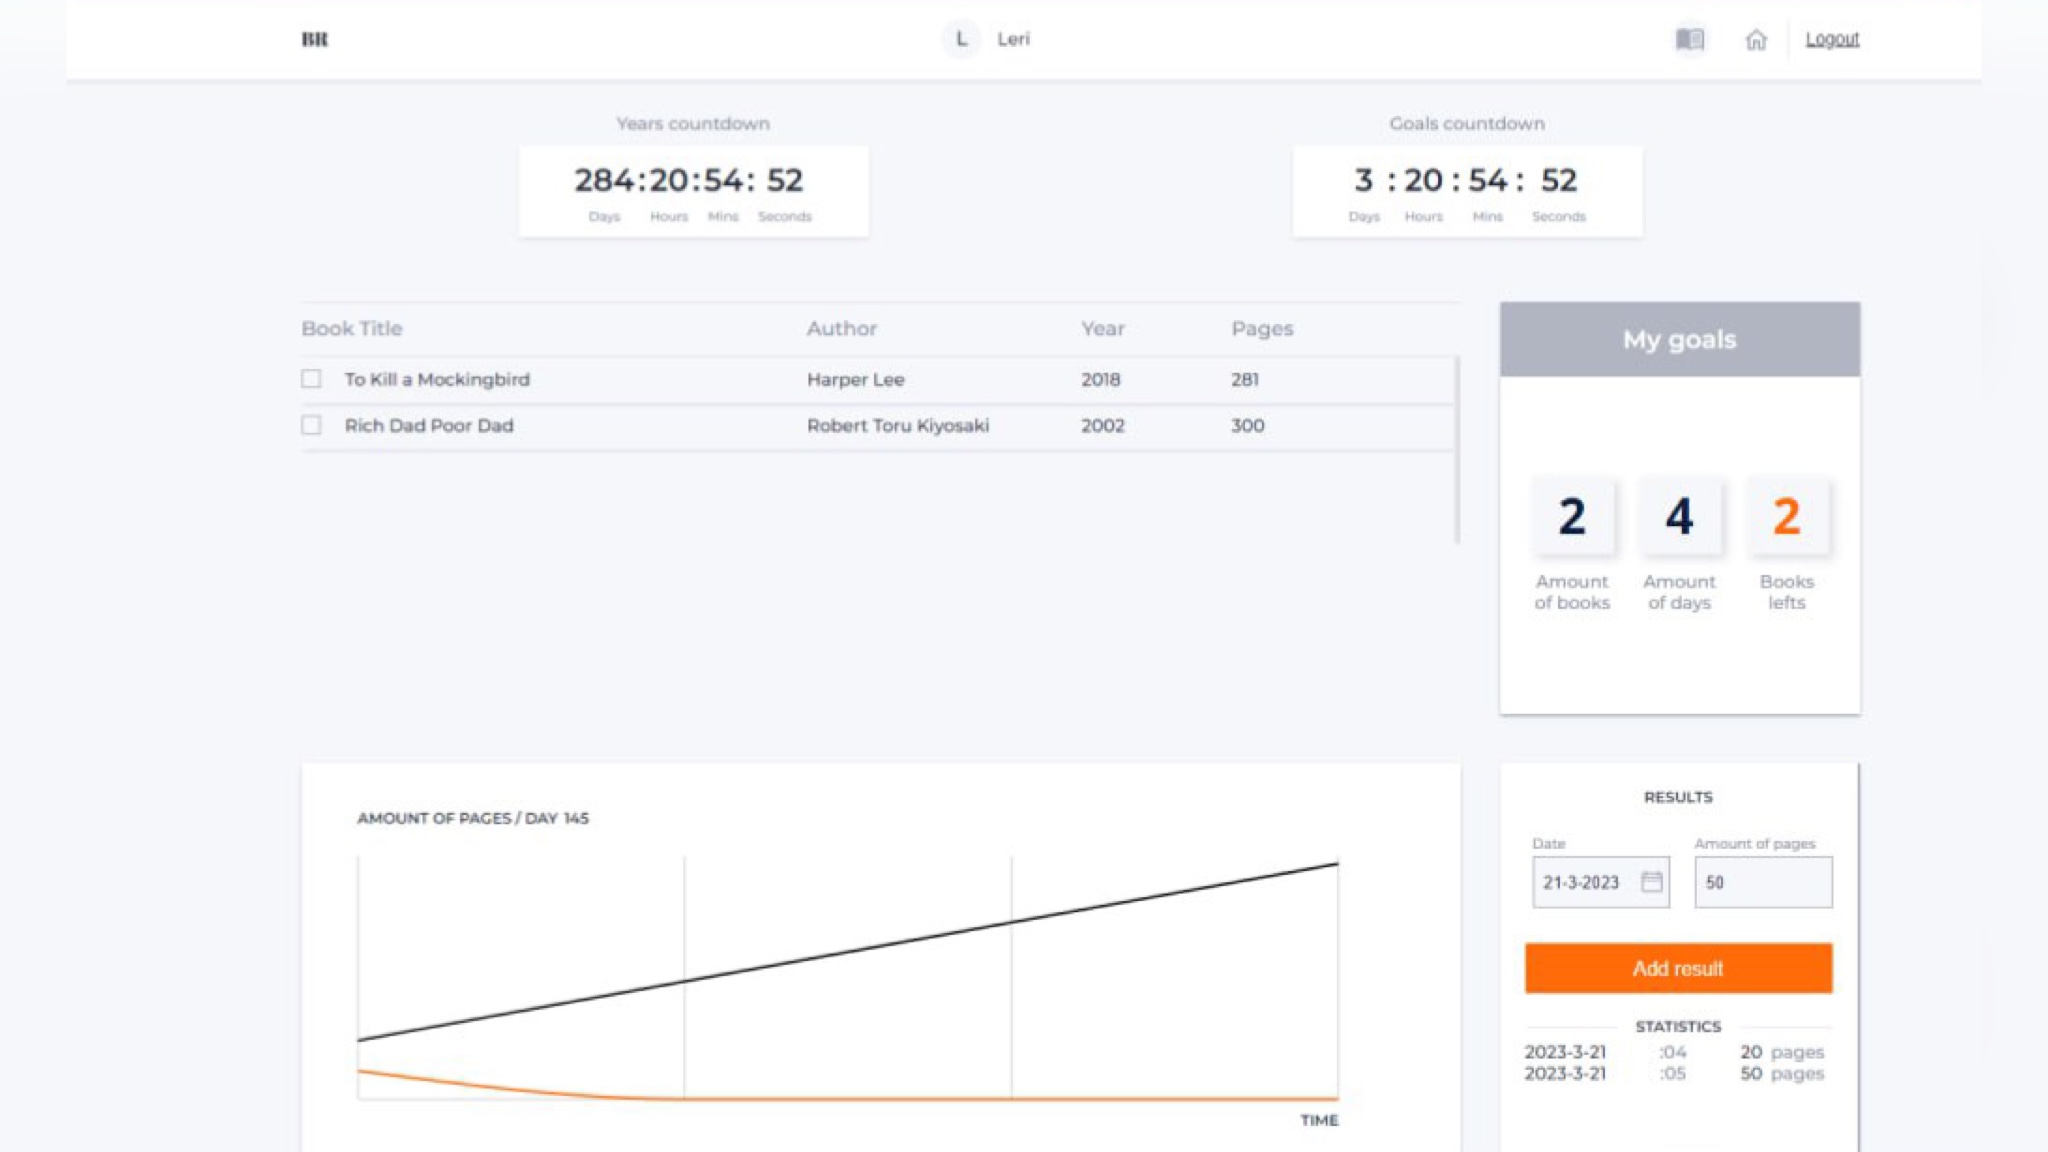 BR
L Leri
Logout
Years countdown
284:20:54: 52
Days Hours Mins Seconds
Goals countdown
3 : 20 : 54 : 52
Days Hours Mins Seconds
Book Title Author Year Pages
To Kill a Mockingbird Harper Lee 2018 281
Rich Dad Poor Dad Robert Toru Kiyosaki 2002 300
My goals
2 4 2
Amount of books
Amount of days
Books lefts
AMOUNT OF PAGES / DAY 145
TIME
RESULTS
Date Amount of pages
21-3-2023 50
Add result
STATISTICS
2023-3-21 :04 20 pages
2023-3-21 :05 50 pages